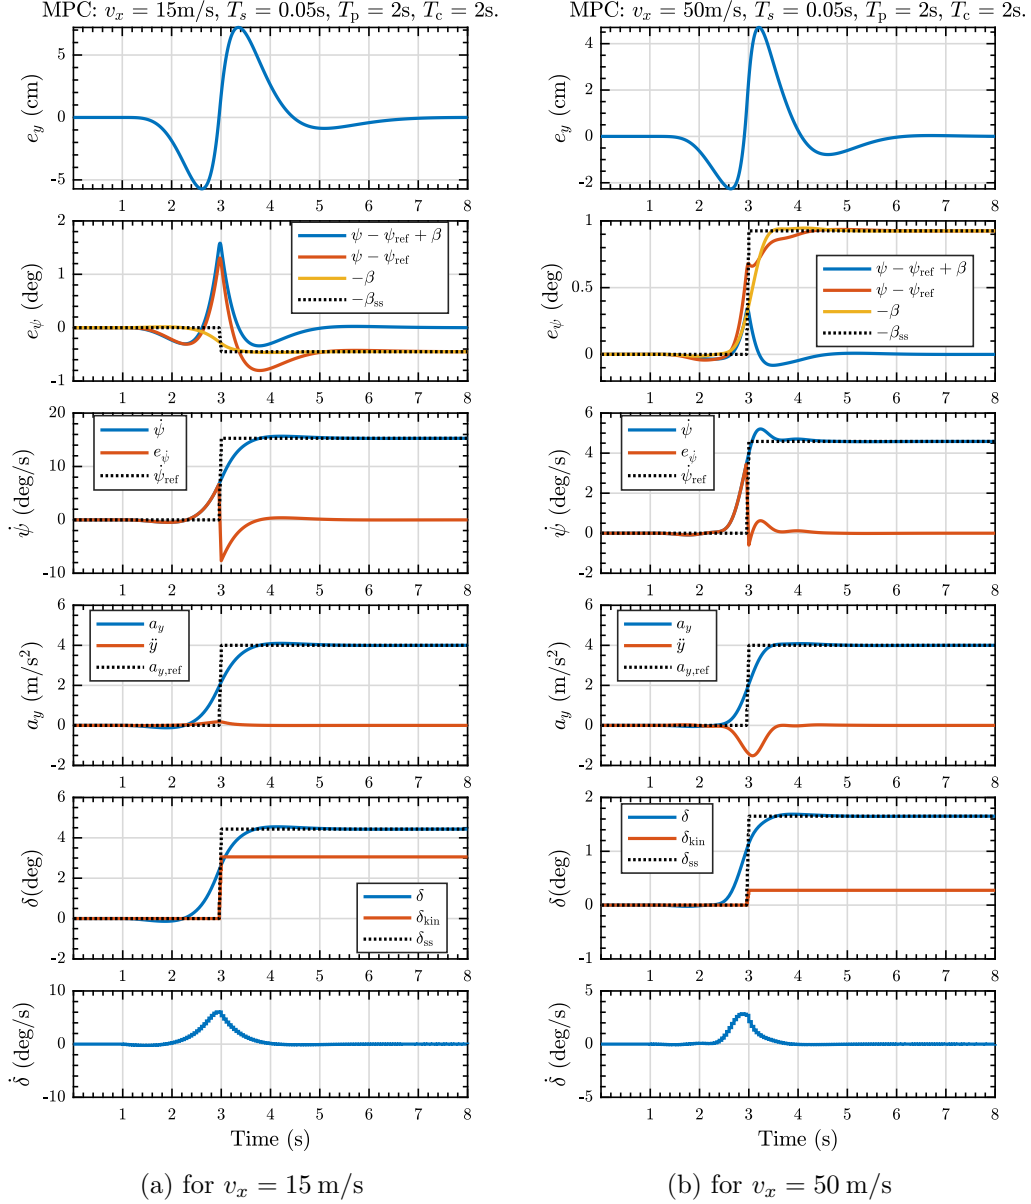 MPC: v_x = 15m/s, T_s = 0.05s, T_p = 2s, T_c = 2s.
5
0
-5
e_y (cm)
1 2 3 4 5 6 7 8
2
1
0
-1
e_ψ (deg)
ψ − ψ_ref + β
ψ − ψ_ref
−β
−β_ss
1 2 3 4 5 6 7 8
20
10
0
-10
ψ̇ (deg/s)
ψ̇
e_ψ̇
ψ̇_ref
1 2 3 4 5 6 7 8
6
4
2
0
-2
a_y (m/s²)
a_y
ÿ
a_y,ref
1 2 3 4 5 6 7 8
6
4
2
0
-2
δ(deg)
δ
δ_kin
δ_ss
1 2 3 4 5 6 7 8
10
0
-10
δ̇ (deg/s)
1 2 3 4 5 6 7 8
Time (s)
(a) for v_x = 15 m/s
MPC: v_x = 50m/s, T_s = 0.05s, T_p = 2s, T_c = 2s.
4
2
0
-2
e_y (cm)
1 2 3 4 5 6 7 8
1
0.5
0
e_ψ (deg)
ψ − ψ_ref + β
ψ − ψ_ref
−β
−β_ss
1 2 3 4 5 6 7 8
6
4
2
0
-2
ψ̇ (deg/s)
ψ̇
e_ψ̇
ψ̇_ref
1 2 3 4 5 6 7 8
6
4
2
0
-2
a_y (m/s²)
a_y
ÿ
a_y,ref
1 2 3 4 5 6 7 8
2
1
0
1
δ(deg)
δ
δ_kin
δ_ss
1 2 3 4 5 6 7 8
5
0
-5
δ̇ (deg/s)
1 2 3 4 5 6 7 8
Time (s)
(b) for v_x = 50 m/s